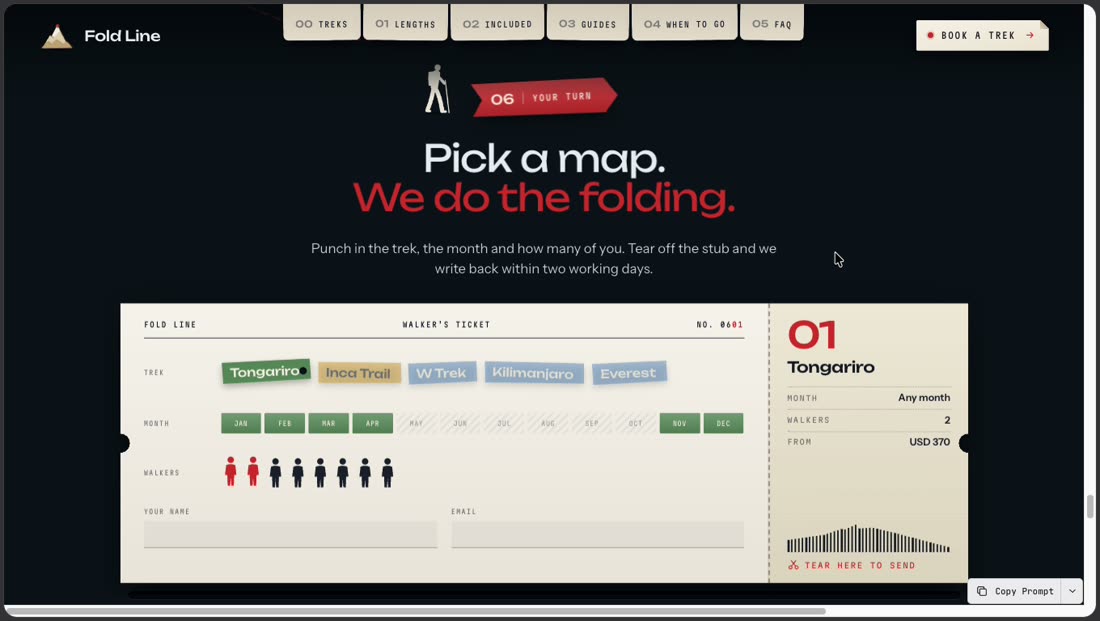 Fold Line
00 TREKS
01 LENGTHS
02 INCLUDED
03 GUIDES
04 WHEN TO GO
05 FAQ
BOOK A TREK →
06 | YOUR TURN
Pick a map.
We do the folding.
Punch in the trek, the month and how many of you. Tear off the stub and we
write back within two working days.
FOLD LINE
WALKER'S TICKET
NO. 0601
TREK
Tongariro
Inca Trail
W Trek
Kilimanjaro
Everest
MONTH
JAN
FEB
MAR
APR
MAY
JUN
JUL
AUG
SEP
OCT
NOV
DEC
WALKERS
YOUR NAME
EMAIL
01
Tongariro
MONTH Any month
WALKERS 2
FROM USD 370
TEAR HERE TO SEND
Copy Prompt